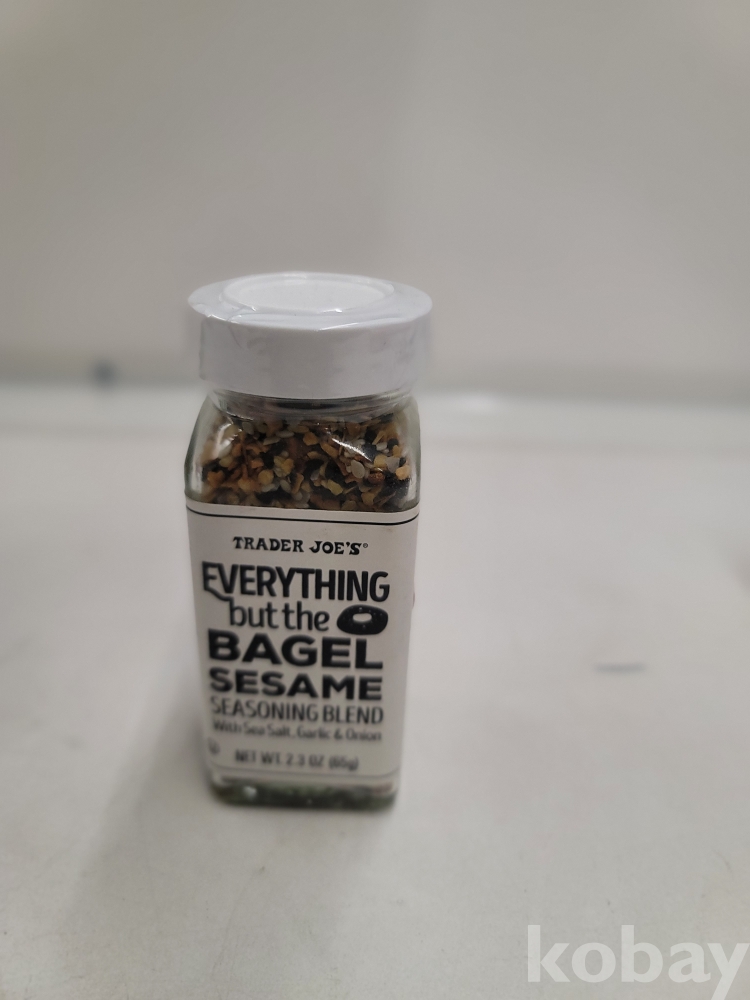 TRADER JOE'S®
EVERYTHING
but the
BAGEL
SESAME
SEASONING BLEND
With Sea Salt, Garlic & Onion
NET WT. 2.3 OZ (65g)
kobay